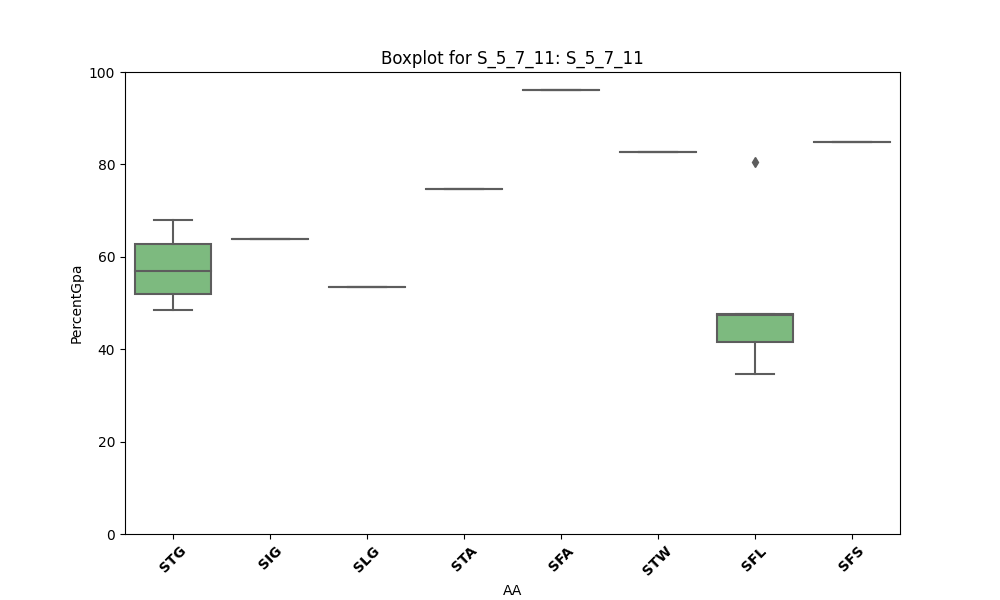 Boxplot for S_5_7_11: S_5_7_11
100
80
60
40
20
0
PercentGpa
STG
SIG
SLG
STA
SFA
STW
SFL
SFS
AA